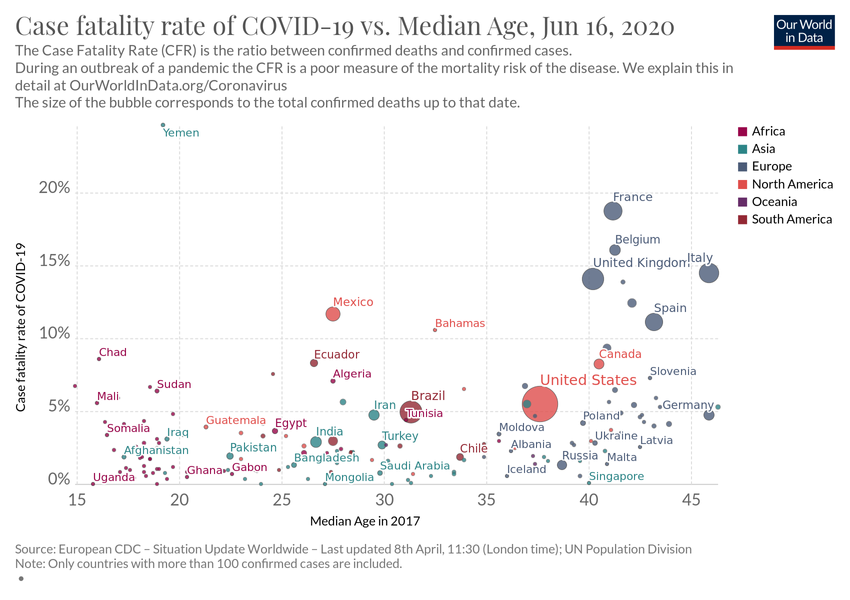 Case fatality rate of COVID-19 vs. Median Age, Jun 16, 2020
Our World
in Data
The Case Fatality Rate (CFR) is the ratio between confirmed deaths and confirmed cases.
During an outbreak of a pandemic the CFR is a poor measure of the mortality risk of the disease. We explain this in
detail at OurWorldInData.org/Coronavirus
The size of the bubble corresponds to the total confirmed deaths up to that date.
Yemen
Africa
Asia
Europe
North America
Oceania
South America
20%
France
Belgium
15%
United Kingdom
Italy
Mexico
Spain
Bahamas
10%
Chad
Ecuador
Canada
Algeria
Slovenia
Sudan
United States
Mali
Iran
Brazil
Germany
5%
Tunisia
Poland
Guatemala
Egypt
Somalia
Moldova
Iraq
India
Turkey
Ukraine
Latvia
Afghanistan
Pakistan
Chile
Albania
Bangladesh
Russia
Malta
Saudi Arabia
Uganda
Ghana
Gabon
Mongolia
Iceland
Singapore
0%
15
20
25
30
35
40
45
Case fatality rate of COVID-19
Median Age in 2017
Source: European CDC – Situation Update Worldwide – Last updated 8th April, 11:30 (London time); UN Population Division
Note: Only countries with more than 100 confirmed cases are included.